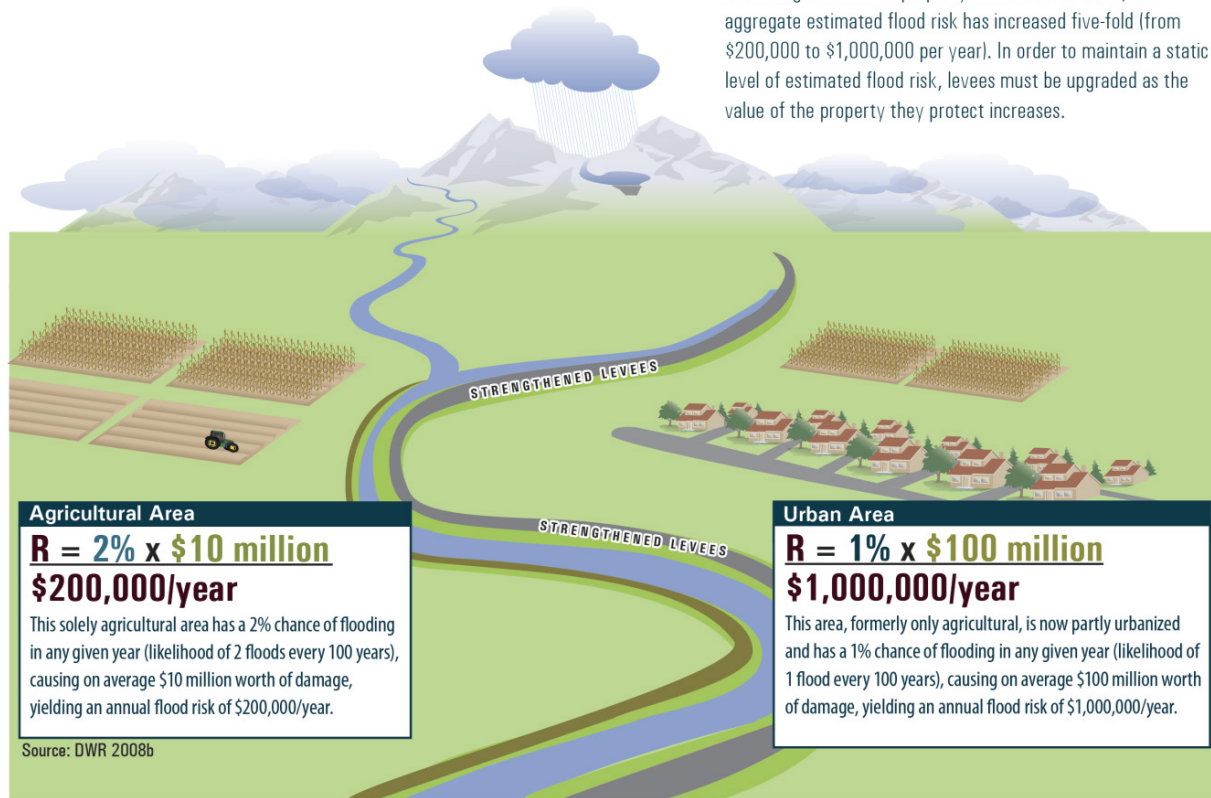 aggregate estimated flood risk has increased five-fold (from
$200,000 to $1,000,000 per year). In order to maintain a static
level of estimated flood risk, levees must be upgraded as the
value of the property they protect increases.
STRENGTHENED LEVEES
STRENGTHENED LEVEES
Agricultural Area
R = 2% x $10 million
$200,000/year
This solely agricultural area has a 2% chance of flooding
in any given year (likelihood of 2 floods every 100 years),
causing on average $10 million worth of damage,
yielding an annual flood risk of $200,000/year.
Urban Area
R = 1% x $100 million
$1,000,000/year
This area, formerly only agricultural, is now partly urbanized
and has a 1% chance of flooding in any given year (likelihood of
1 flood every 100 years), causing on average $100 million worth
of damage, yielding an annual flood risk of $1,000,000/year.
Source: DWR 2008b